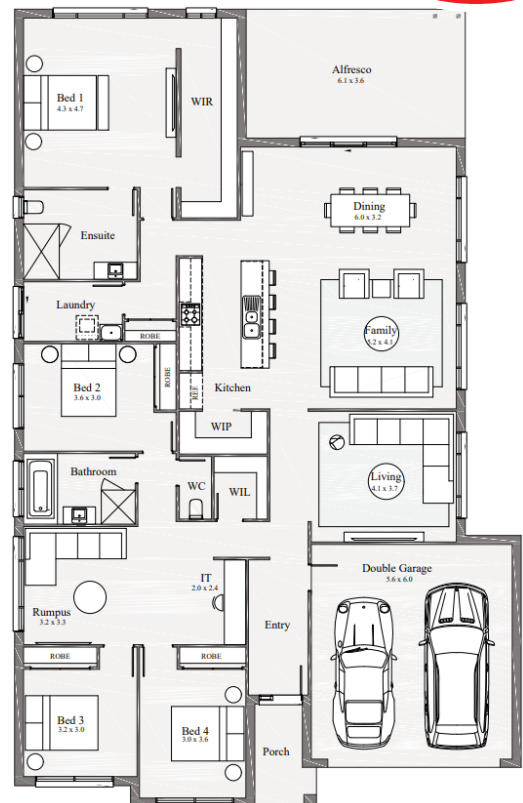 Alfresco
6.1 x 3.6
Bed 1
4.3 x 4.7
WIR
Dining
6.0 x 3.2
Ensuite
Laundry
ROBE
Family
5.2 x 4.1
Bed 2
3.6 x 3.0
ROBE
REF.
Kitchen
WIP
Bathroom
WC
WIL
Living
4.1 x 3.7
Double Garage
5.6 x 6.0
IT
2.0 x 2.4
Rumpus
3.2 x 3.3
Entry
ROBE
ROBE
Bed 3
3.2 x 3.0
Bed 4
3.0 x 3.6
Porch